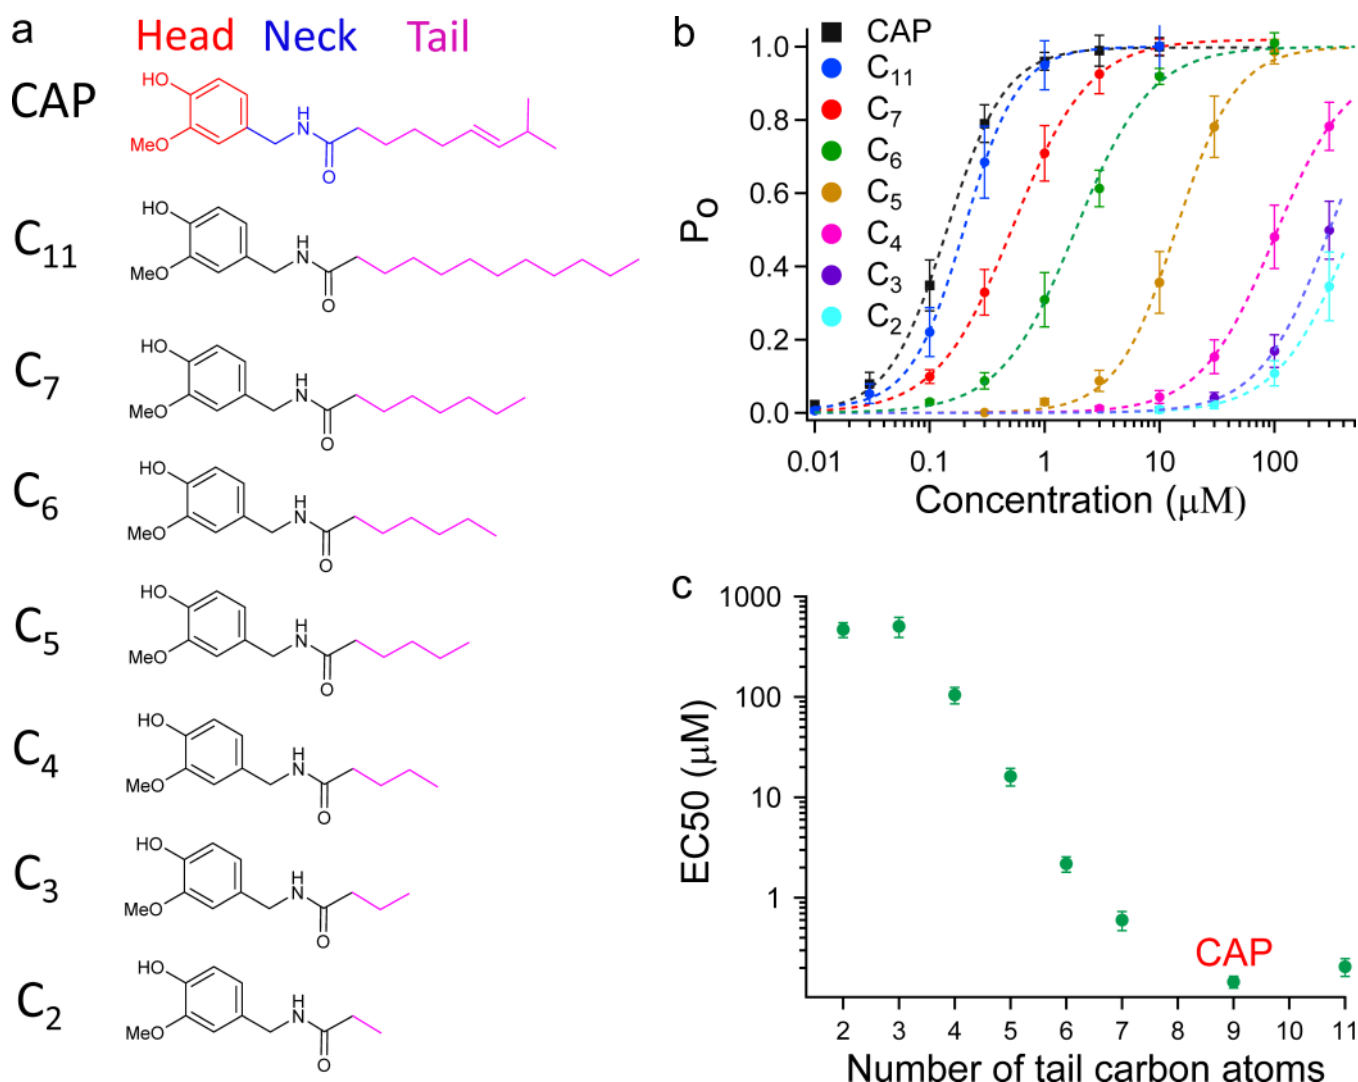 a
Head Neck Tail
CAP
HO
MeO
H
N
O
C11
HO
MeO
H
N
O
C7
HO
MeO
H
N
O
C6
HO
MeO
H
N
O
C5
HO
MeO
H
N
O
C4
HO
MeO
H
N
O
C3
HO
MeO
H
N
O
C2
HO
MeO
H
N
O
b
CAP
C11
C7
C6
C5
C4
C3
C2
PO
1.0
0.8
0.6
0.4
0.2
0.0
0.01 0.1 1 10 100
Concentration (μM)
c
EC50 (μM)
1000
100
10
1
CAP
2 3 4 5 6 7 8 9 10 11
Number of tail carbon atoms